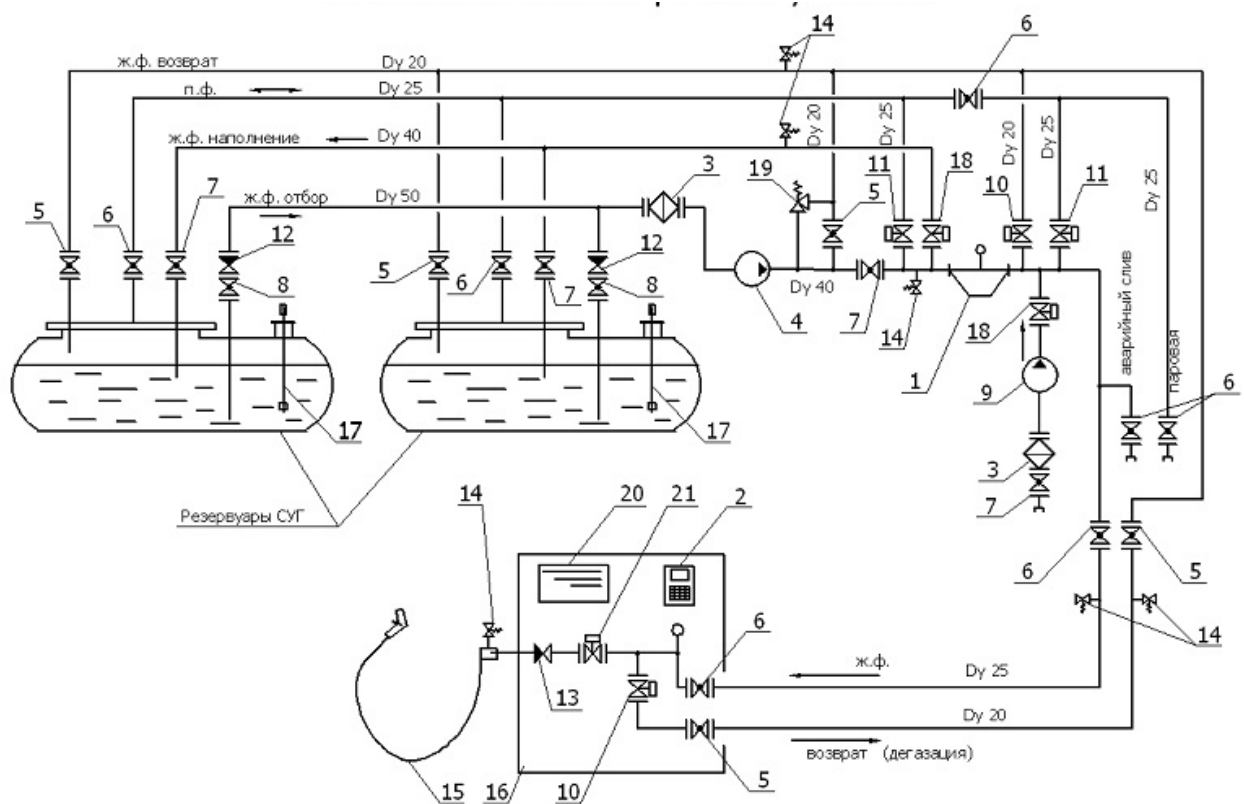 14
6
ж.ф. возврат
Dy 20
п.ф.
Dy 25
ж.ф. наполнение
Dy 40
Dy 20
Dy 25
Dy 20
Dy 25
Dy 25
3
11
18
19
5
10
11
ж.ф. отбор
Dy 50
5
6
7
12
8
5
6
7
12
8
4
Dy 40
7
14
1
18
9
3
7
аварийный слив
паровая
6
17
17
Резервуары СУГ
14
20
21
2
6
5
14
6
ж.ф.
Dy 25
13
Dy 20
возврат (дегазация)
15
16
10
5